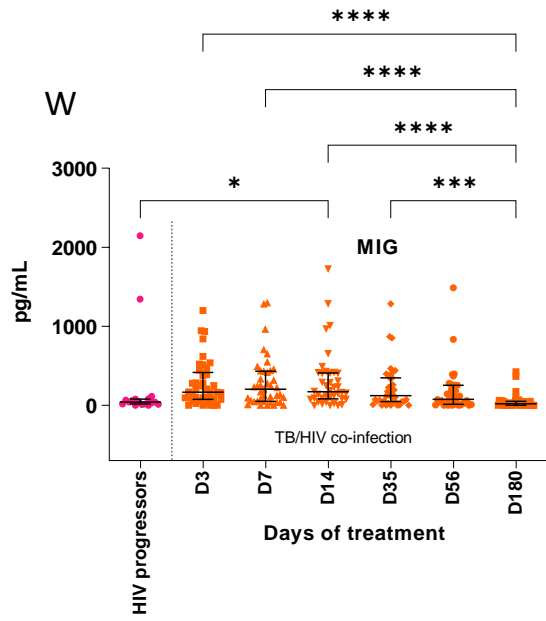 ****
****
W
****
3000
* ***
MIG
2000
pg/mL
1000
0
TB/HIV co-infection
HIV progressors D3 D7 D14 D35 D56 D180
Days of treatment